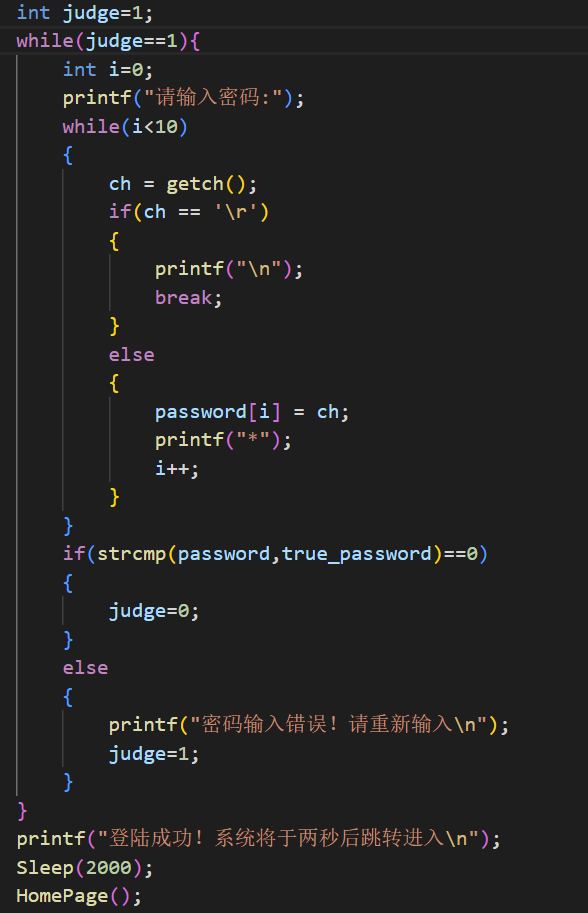 int judge=1;
while(judge==1){
    int i=0;
    printf("请输入密码:");
    while(i<10)
    {
        ch = getch();
        if(ch == '\r')
        {
            printf("\n");
            break;
        }
        else
        {
            password[i] = ch;
            printf("*");
            i++;
        }
    }
    if(strcmp(password,true_password)==0)
    {
        judge=0;
    }
    else
    {
        printf("密码输入错误！请重新输入\n");
        judge=1;
    }
}
printf("登陆成功！系统将于两秒后跳转进入\n");
Sleep(2000);
HomePage();